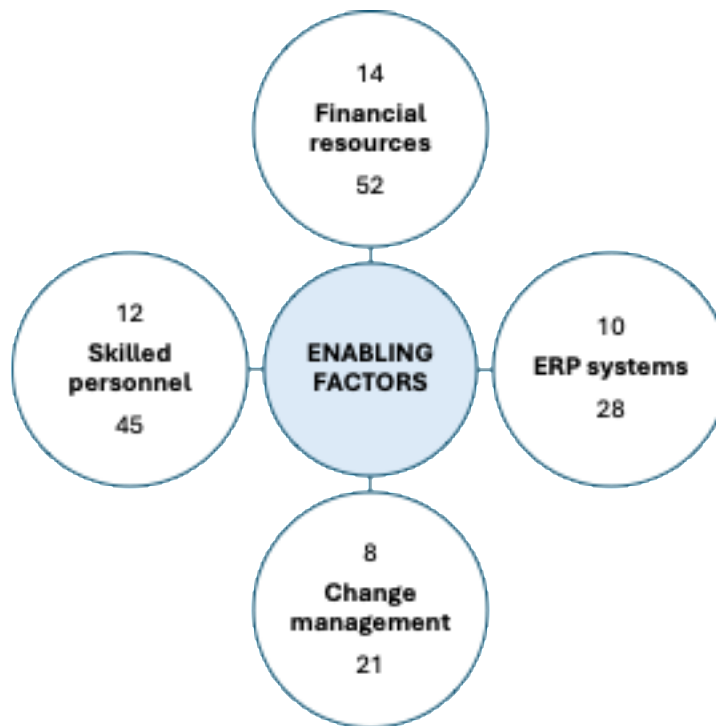 14
Financial
resources
52
12
Skilled
personnel
45
ENABLING
FACTORS
10
ERP systems
28
8
Change
management
21